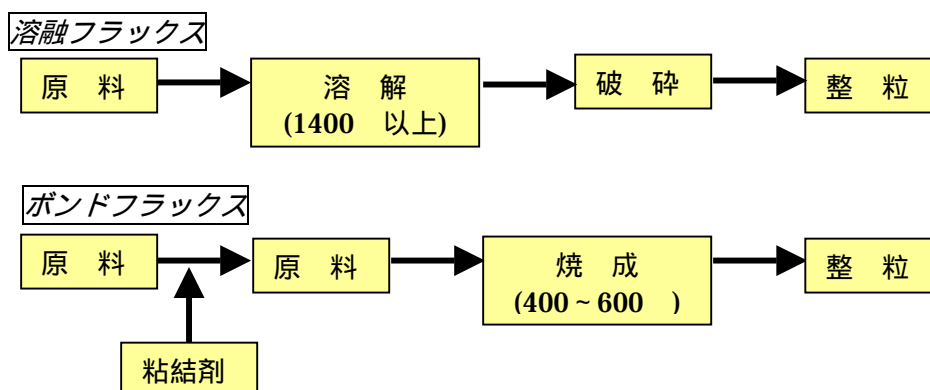 溶融フラックス
原 料
溶 解
(1400 以上)
破 砕
整 粒
ボンドフラックス
原 料
原 料
焼 成
(400~600 )
整 粒
粘結剤